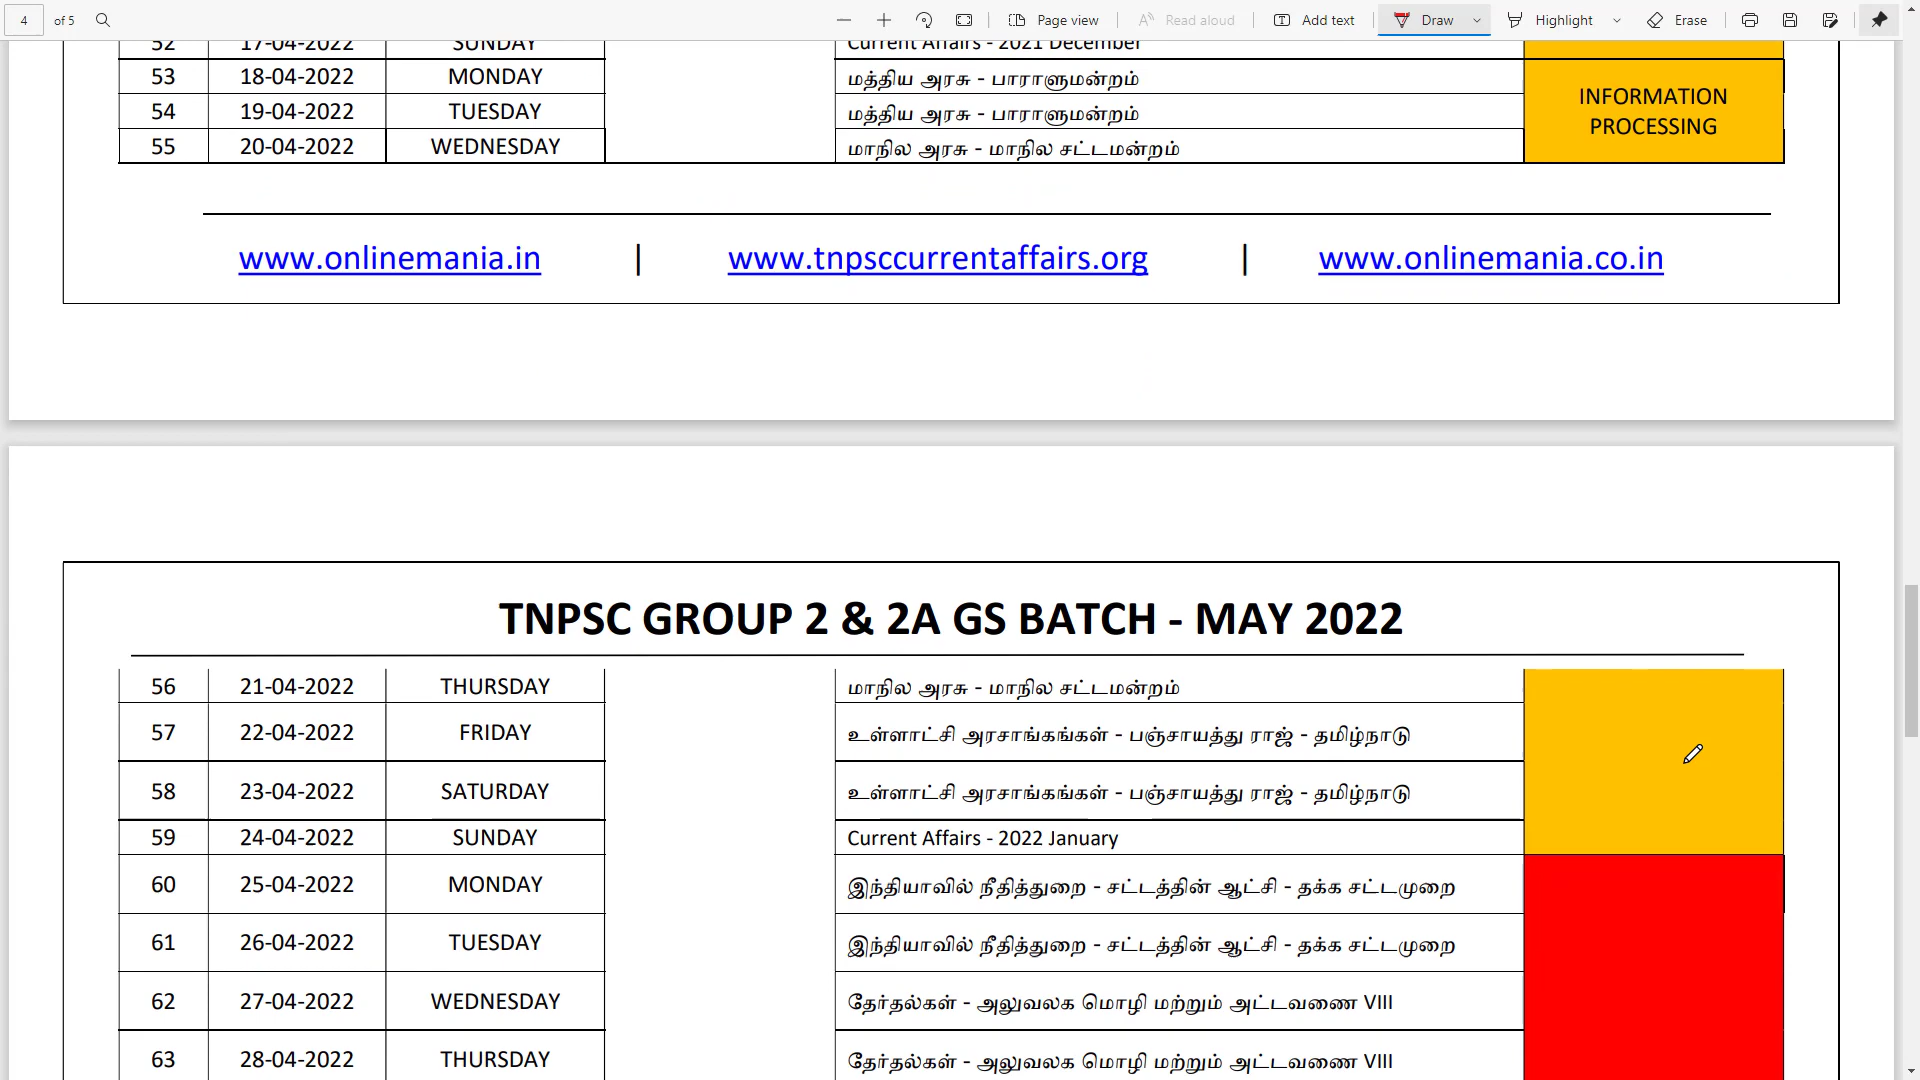 4 of 5 Page view Read aloud Add text Draw Highlight Erase
52 17-04-2022 SUNDAY Current Affairs - 2021 December
53 18-04-2022 MONDAY மத்திய அரசு - பாராளுமன்றம்
54 19-04-2022 TUESDAY மத்திய அரசு - பாராளுமன்றம்
55 20-04-2022 WEDNESDAY மாநில அரசு - மாநில சட்டமன்றம்
INFORMATION
PROCESSING
www.onlinemania.in | www.tnpsccurrentaffairs.org | www.onlinemania.co.in
TNPSC GROUP 2 & 2A GS BATCH - MAY 2022
56 21-04-2022 THURSDAY மாநில அரசு - மாநில சட்டமன்றம்
57 22-04-2022 FRIDAY உள்ளாட்சி அரசாங்கங்கள் - பஞ்சாயத்து ராஜ் - தமிழ்நாடு
58 23-04-2022 SATURDAY உள்ளாட்சி அரசாங்கங்கள் - பஞ்சாயத்து ராஜ் - தமிழ்நாடு
59 24-04-2022 SUNDAY Current Affairs - 2022 January
60 25-04-2022 MONDAY இந்தியாவில் நீதித்துறை - சட்டத்தின் ஆட்சி - தக்க சட்டமுறை
61 26-04-2022 TUESDAY இந்தியாவில் நீதித்துறை - சட்டத்தின் ஆட்சி - தக்க சட்டமுறை
62 27-04-2022 WEDNESDAY தேர்தல்கள் - அலுவலக மொழி மற்றும் அட்டவணை VIII
63 28-04-2022 THURSDAY தேர்தல்கள் - அலுவலக மொழி மற்றும் அட்டவணை VIII